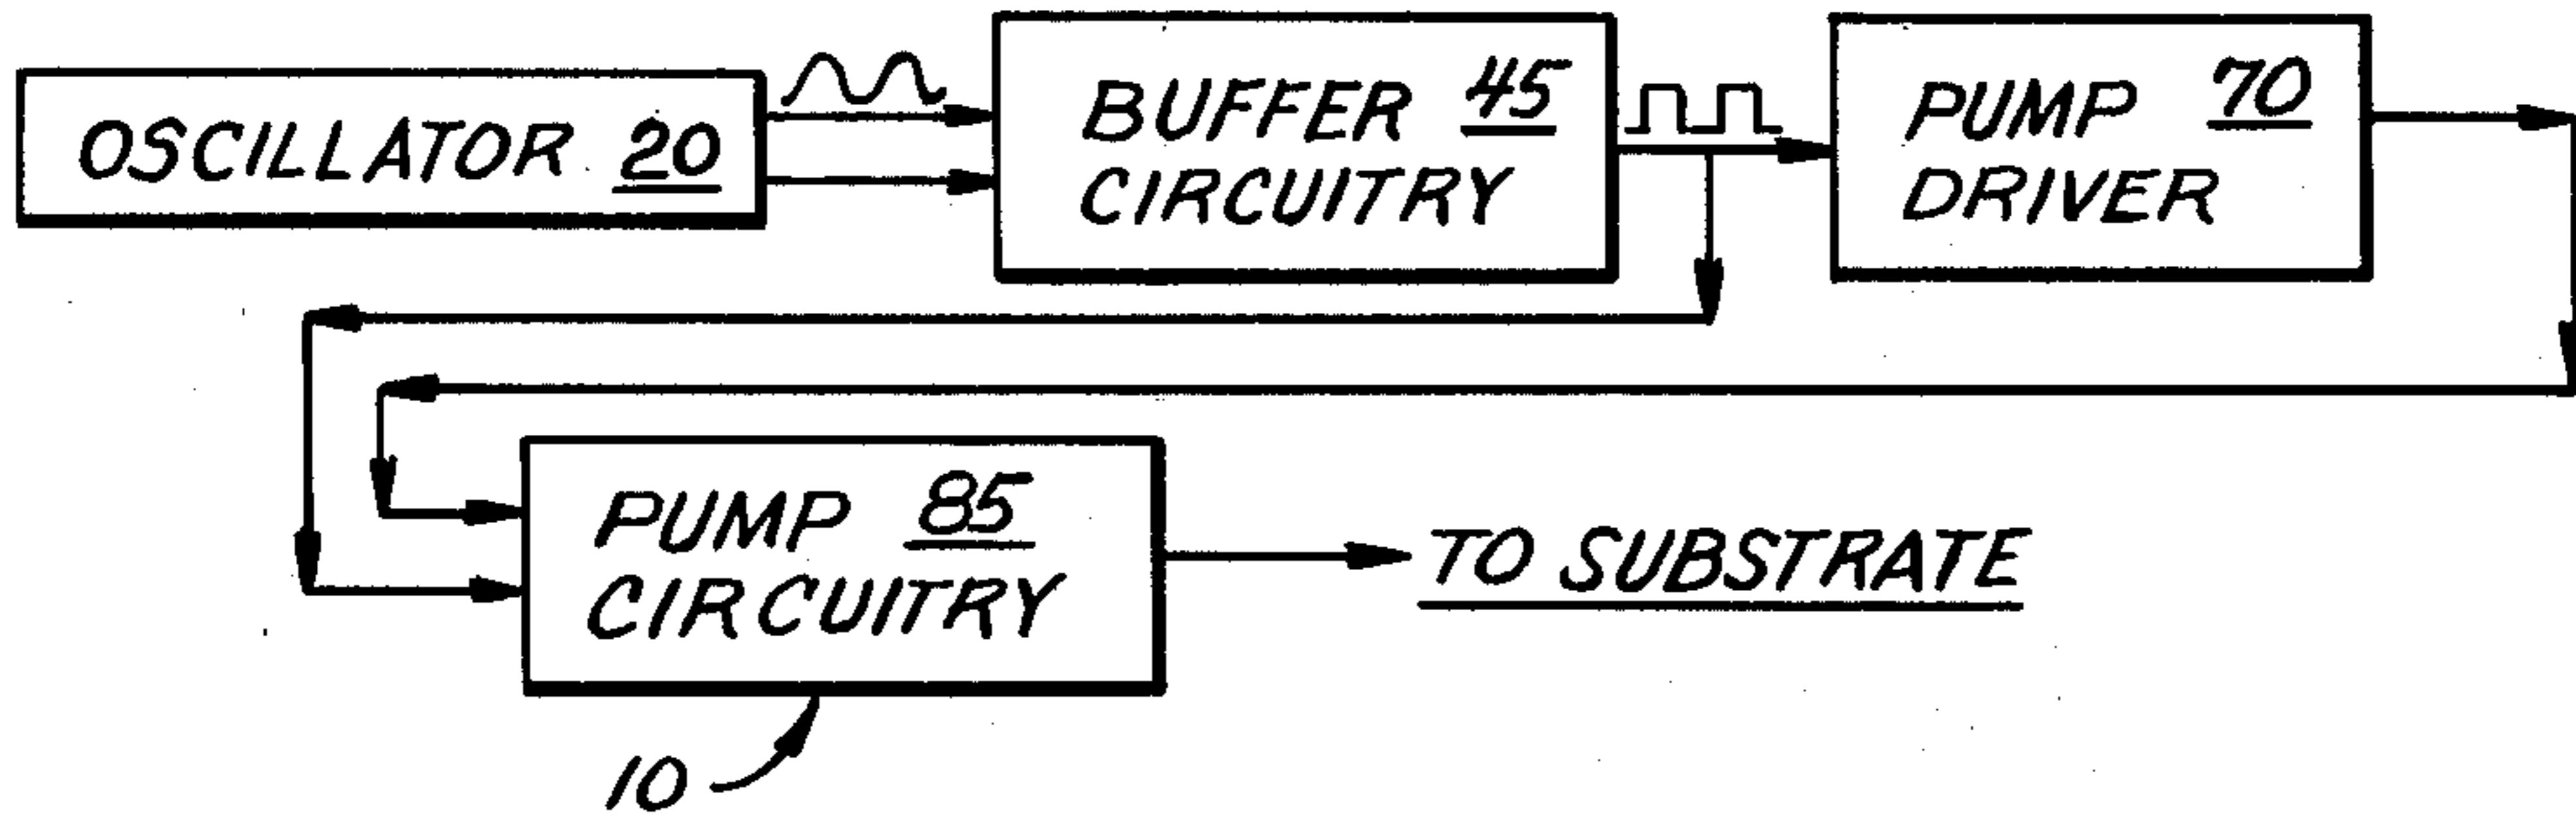 OSCILLATOR 20
BUFFER 45
CIRCUITRY
PUMP 70
DRIVER
PUMP 85
CIRCUITRY
TO SUBSTRATE
10